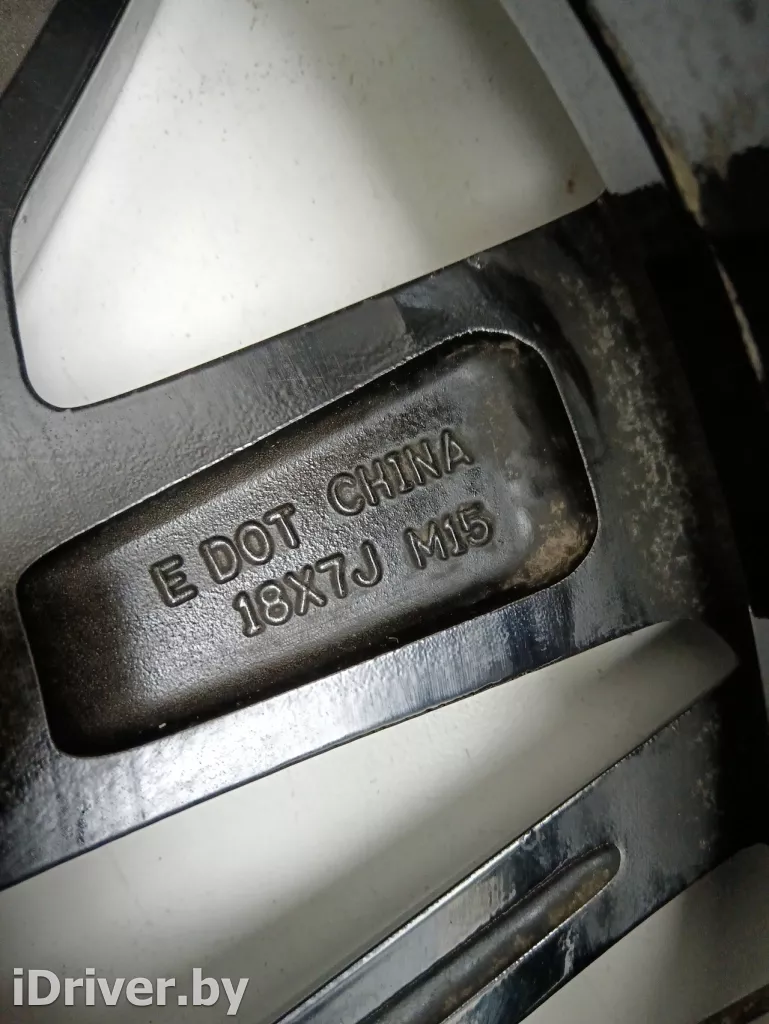 E DOT CHINA
18X7J M15
iDriver.by